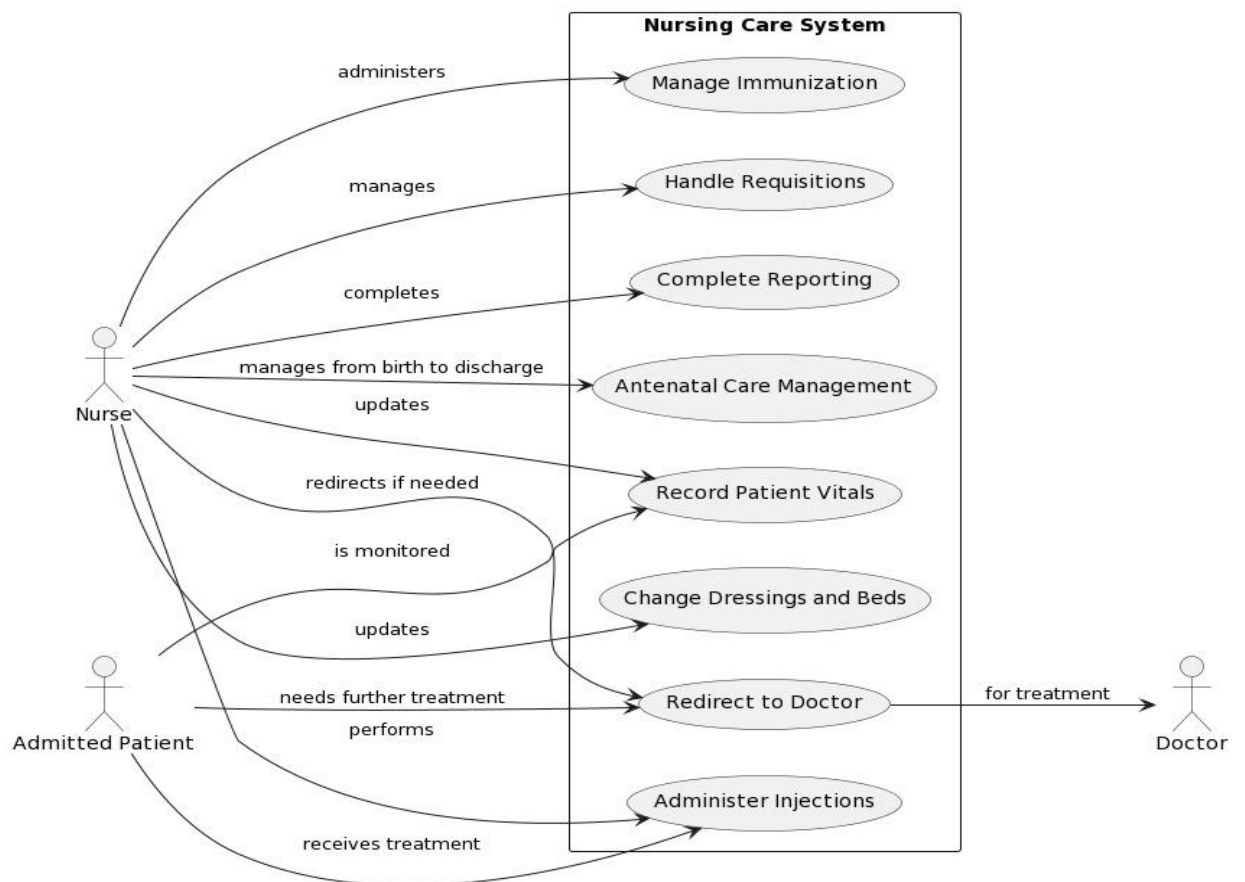 Nursing Care System
administers
Manage Immunization
manages
Handle Requisitions
completes
Complete Reporting
manages from birth to discharge
Antenatal Care Management
Nurse
updates
redirects if needed
Record Patient Vitals
is monitored
Change Dressings and Beds
updates
needs further treatment
Redirect to Doctor
for treatment
performs
Admitted Patient
Doctor
Administer Injections
receives treatment